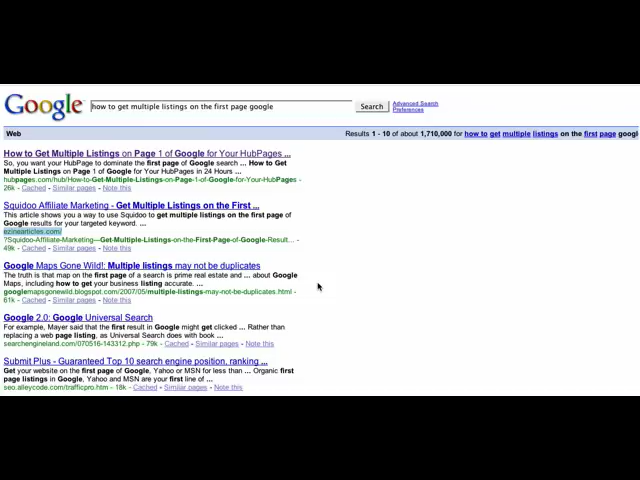 Google
how to get multiple listings on the first page google
Search
Advanced Search
Preferences
Web
Results 1 - 10 of about 1,710,000 for how to get multiple listings on the first page googl
How to Get Multiple Listings on Page 1 of Google for Your HubPages ...
So, you want your HubPage to dominate the first page of Google search ... How to Get
Multiple Listings on Page 1 of Google for Your HubPages in 24 Hours ...
hubpages.com/hub/How-to-Get-Multiple-Listings-on-Page-1-of-Google-for-Your-HubPages -
26k - Cached - Similar pages - Note this
Squidoo Affiliate Marketing - Get Multiple Listings on the First ...
This article shows you a way to use Squidoo to get multiple listings on the first page of
Google results for your targeted keyword. ...
ezinearticles.com/
?Squidoo-Affiliate-Marketing---Get-Multiple-Listings-on-the-First-Page-of-Google-Result... -
49k - Cached - Similar pages - Note this
Google Maps Gone Wild!: Multiple listings may not be duplicates
The truth is that map on the first page of a search is prime real estate and ... about Google
Maps, including how to get your business listing accurate. ...
googlemapsgonewild.blogspot.com/2007/05/multiple-listings-may-not-be-duplicates.html -
61k - Cached - Similar pages - Note this
Google 2.0: Google Universal Search
For example, Mayer said that the first result in Google might get clicked ... Rather than
replacing a web page listing, as Universal Search does with book ...
searchengineland.com/070516-143312.php - 79k - Cached - Similar pages - Note this
Submit Plus - Guaranteed Top 10 search engine position, ranking ...
Get your website on the first page of Google, Yahoo or MSN for less than ... Organic first
page listings in Google, Yahoo and MSN are your first line of ...
seo.alleycode.com/trafficpro.htm - 18k - Cached - Similar pages - Note this